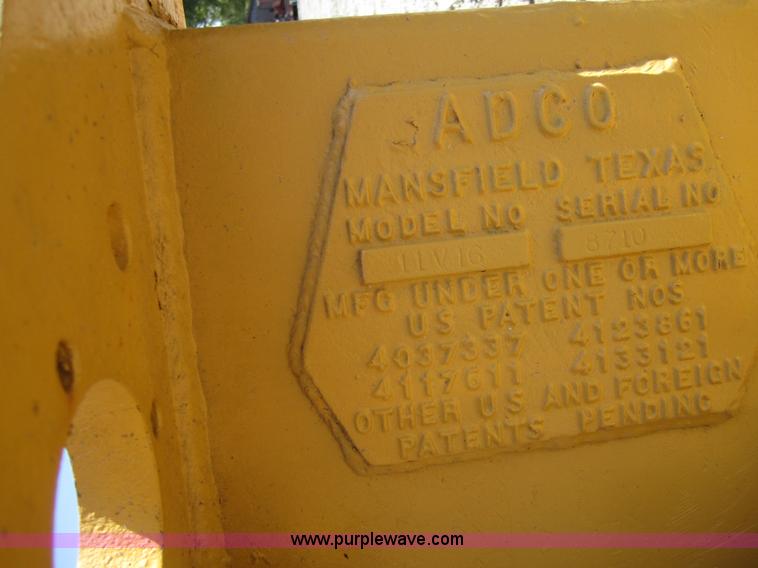 ADCO
MANSFIELD TEXAS
MODEL NO SERIAL NO
11V16 8710
MFG UNDER ONE OR MORE
US PATENT NOS
4037337 4123861
4117611 4133121
OTHER US AND FOREIGN
PATENTS PENDING
www.purplewave.com